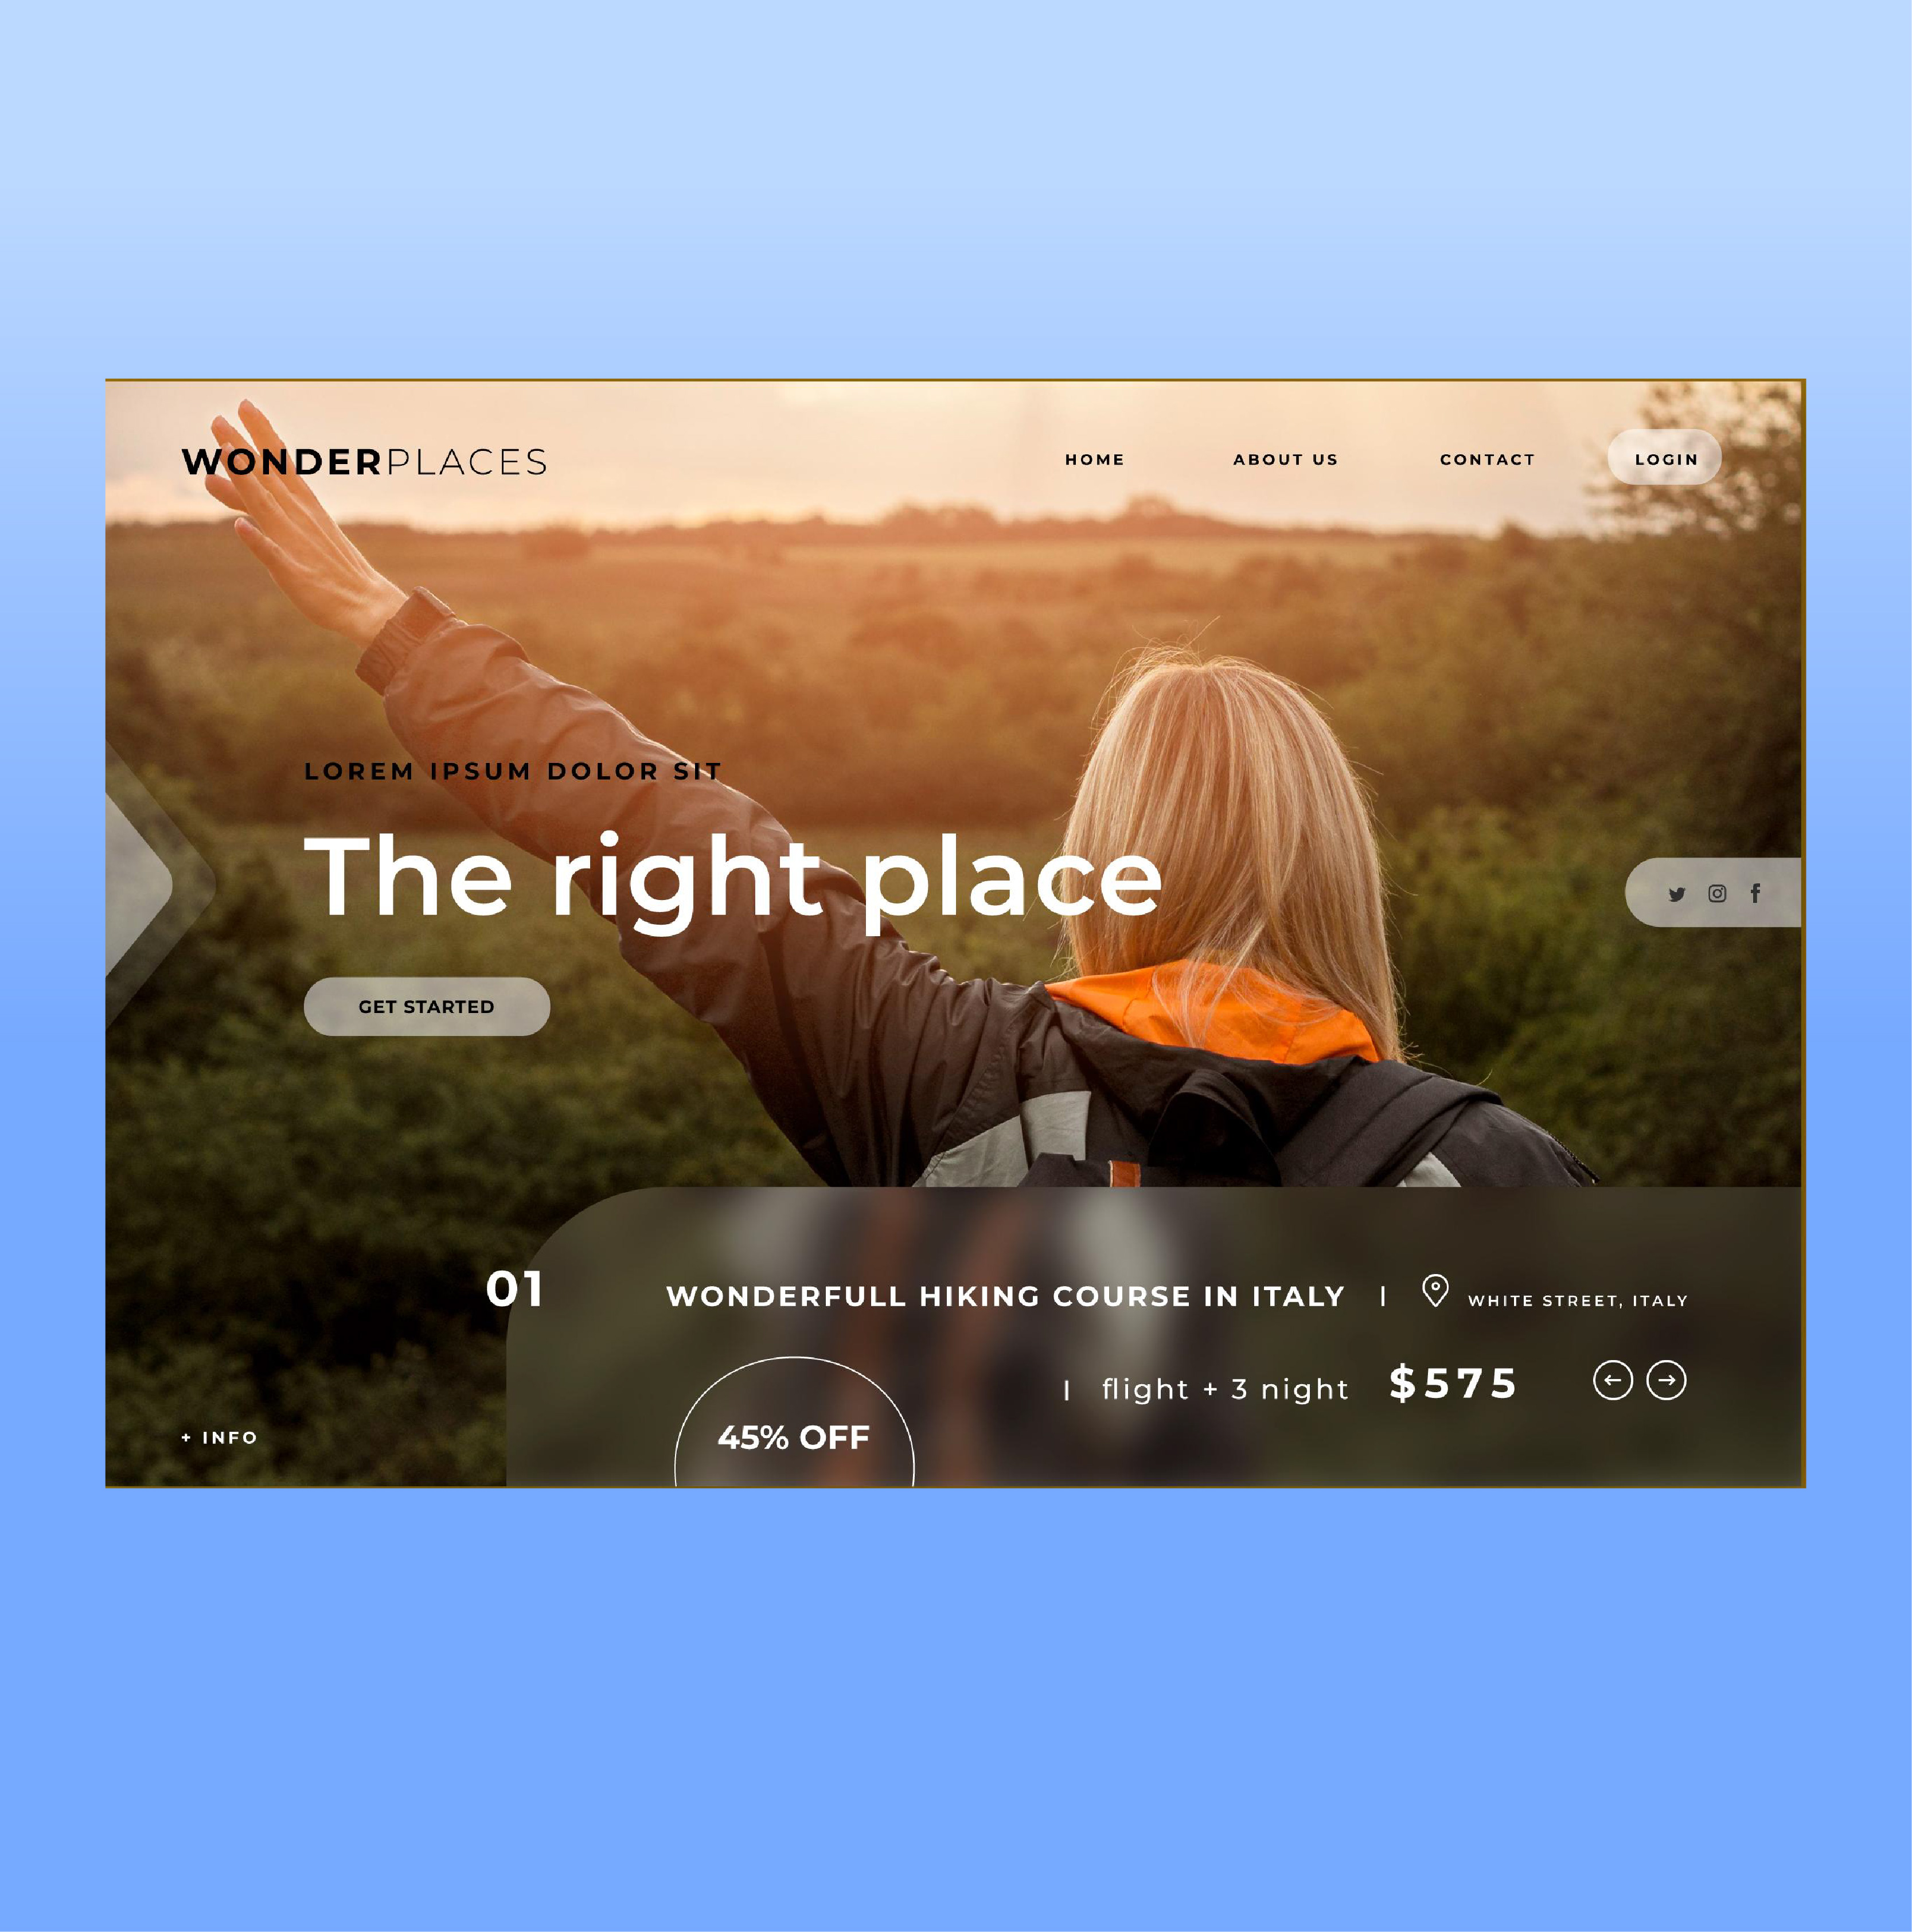 WONDERPLACES
HOME ABOUT US CONTACT LOGIN
LOREM IPSUM DOLOR SIT
The right place
GET STARTED
01
WONDERFULL HIKING COURSE IN ITALY | WHITE STREET, ITALY
| flight + 3 night $575
45% OFF
+ INFO